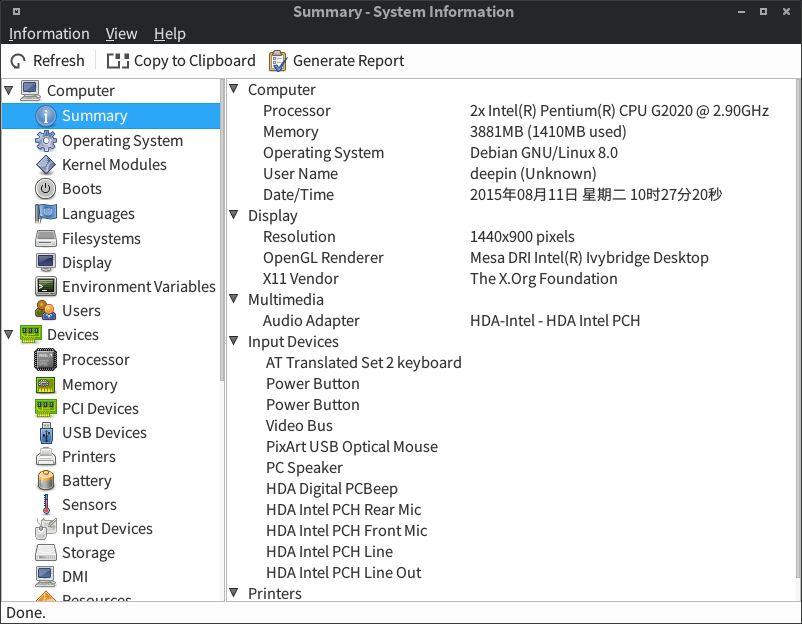 Summary - System Information
Information View Help
Refresh Copy to Clipboard Generate Report
Computer
Summary
Operating System
Kernel Modules
Boots
Languages
Filesystems
Display
Environment Variables
Users
Devices
Processor
Memory
PCI Devices
USB Devices
Printers
Battery
Sensors
Input Devices
Storage
DMI
Resources
Computer
Processor 2x Intel(R) Pentium(R) CPU G2020 @ 2.90GHz
Memory 3881MB (1410MB used)
Operating System Debian GNU/Linux 8.0
User Name deepin (Unknown)
Date/Time 2015年08月11日 星期二 10时27分20秒
Display
Resolution 1440x900 pixels
OpenGL Renderer Mesa DRI Intel(R) Ivybridge Desktop
X11 Vendor The X.Org Foundation
Multimedia
Audio Adapter HDA-Intel - HDA Intel PCH
Input Devices
AT Translated Set 2 keyboard
Power Button
Power Button
Video Bus
PixArt USB Optical Mouse
PC Speaker
HDA Digital PCBeep
HDA Intel PCH Rear Mic
HDA Intel PCH Front Mic
HDA Intel PCH Line
HDA Intel PCH Line Out
Printers
Done.